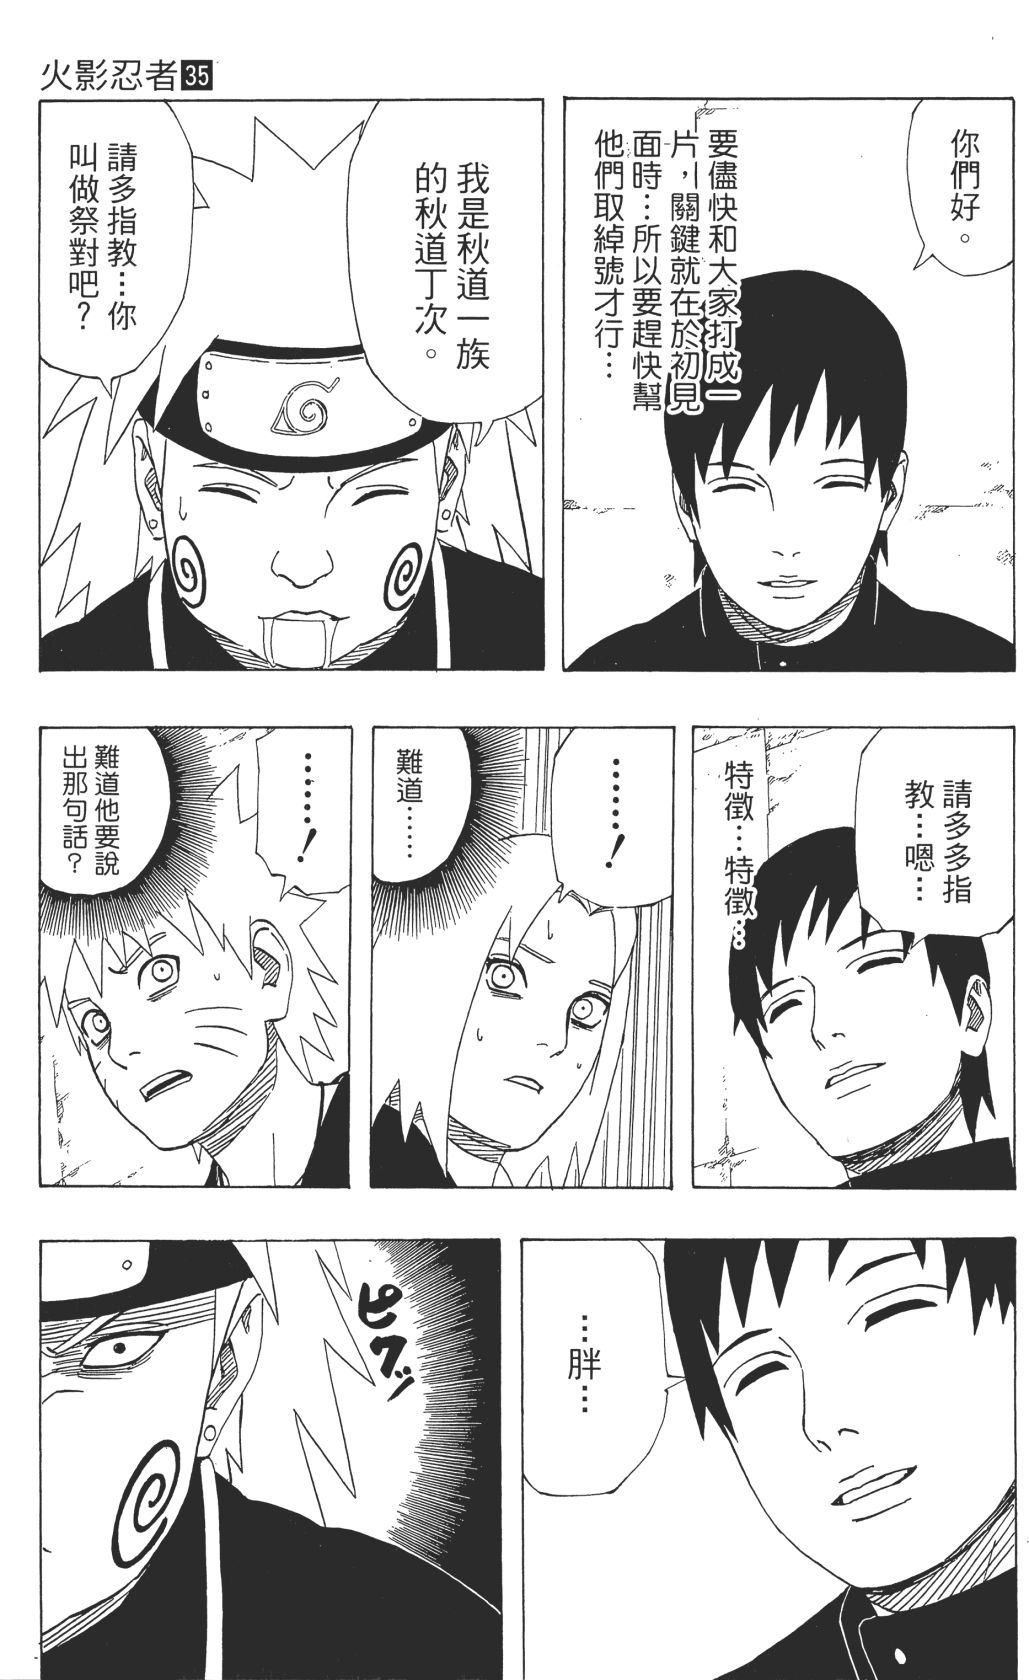 火影忍者35
你們好。
要儘快和大家打成一
片，關鍵就在於初見
面時…所以要趕快幫
他們取綽號才行…
我是秋道一族
的秋道丁次。
請多指教…你
叫做祭對吧？
請多多指
教…嗯…
特徵…特徵…
……！
難道……
……！
難道他要說
出那句話？
…胖…
ピクッ